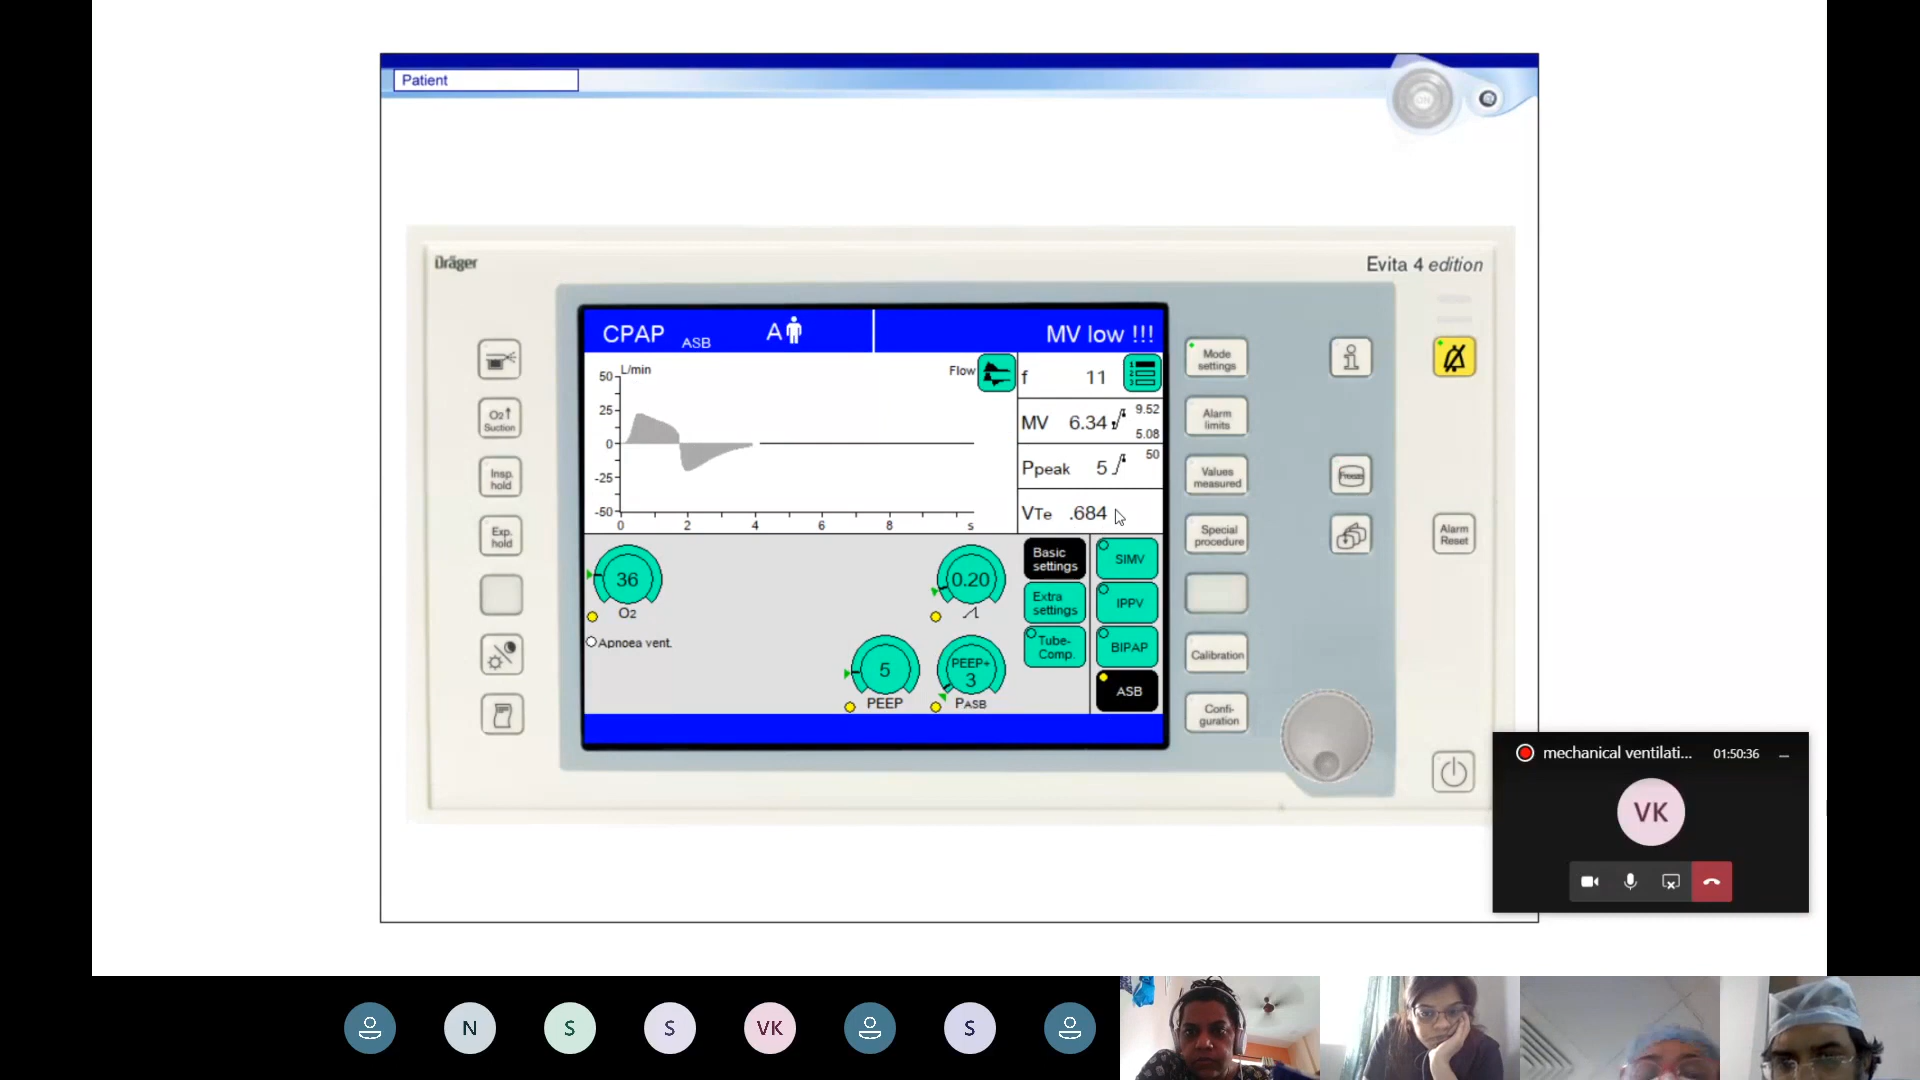 Patient
Dräger
Evita 4 edition
CPAP ASB A MV low !!!
50 L/min
Flow
25
0
-25
-50
0 2 4 6 8 s
f 11
MV 6.34 9.52
5.08
Ppeak 5 50
VTe .684
36
O2
Apnoea vent.
0.20
5
PEEP
PEEP+
3
PASB
Basic
settings
Extra
settings
Tube-
Comp.
SIMV
IPPV
BIPAP
ASB
O2↑
Suction
Insp.
hold
Exp.
hold
Mode
settings
Alarm
limits
Values
measured
Special
procedure
Calibration
Confi-
guration
Freeze
Alarm
Reset
ON
mechanical ventilati... 01:50:36
VK
N
S
S
VK
S